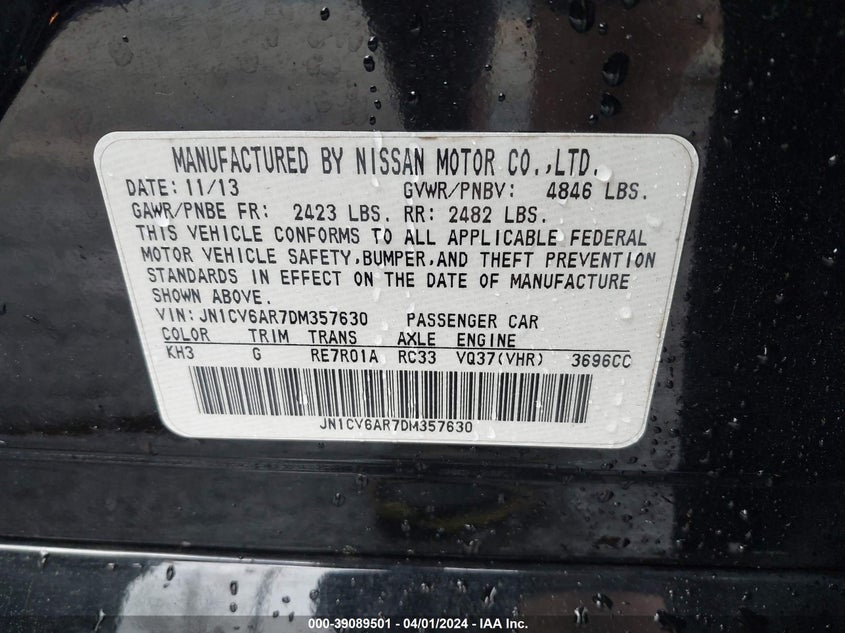 MANUFACTURED BY NISSAN MOTOR CO.,LTD.
DATE: 11/13 GVWR/PNBV: 4846 LBS.
GAWR/PNBE FR: 2423 LBS. RR: 2482 LBS.
THIS VEHICLE CONFORMS TO ALL APPLICABLE FEDERAL
MOTOR VEHICLE SAFETY,BUMPER,AND THEFT PREVENTION
STANDARDS IN EFFECT ON THE DATE OF MANUFACTURE
SHOWN ABOVE.
VIN: JN1CV6AR7DM357630 PASSENGER CAR
COLOR TRIM TRANS AXLE ENGINE
KH3 G RE7R01A RC33 VQ37(VHR) 3696CC
JN1CV6AR7DM357630
000-39089501 - 04/01/2024 - IAA Inc.